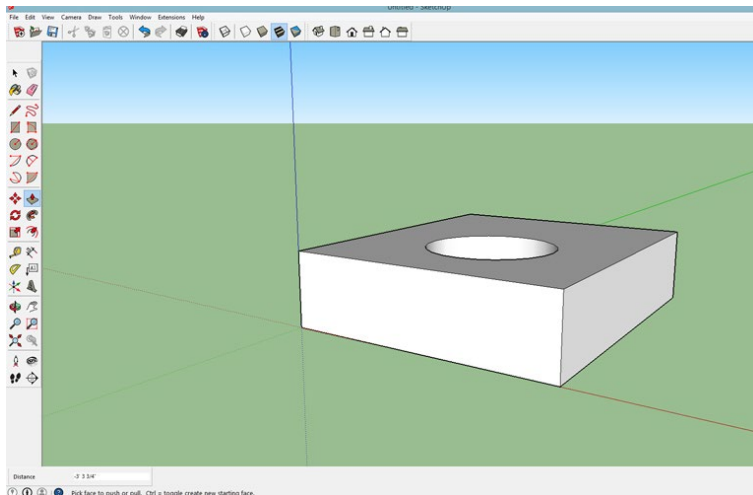 Untitled - SketchUp
File Edit View Camera Draw Tools Window Extensions Help
Distance -3' 3 3/4"
Pick face to push or pull. Ctrl = toggle create new starting face.